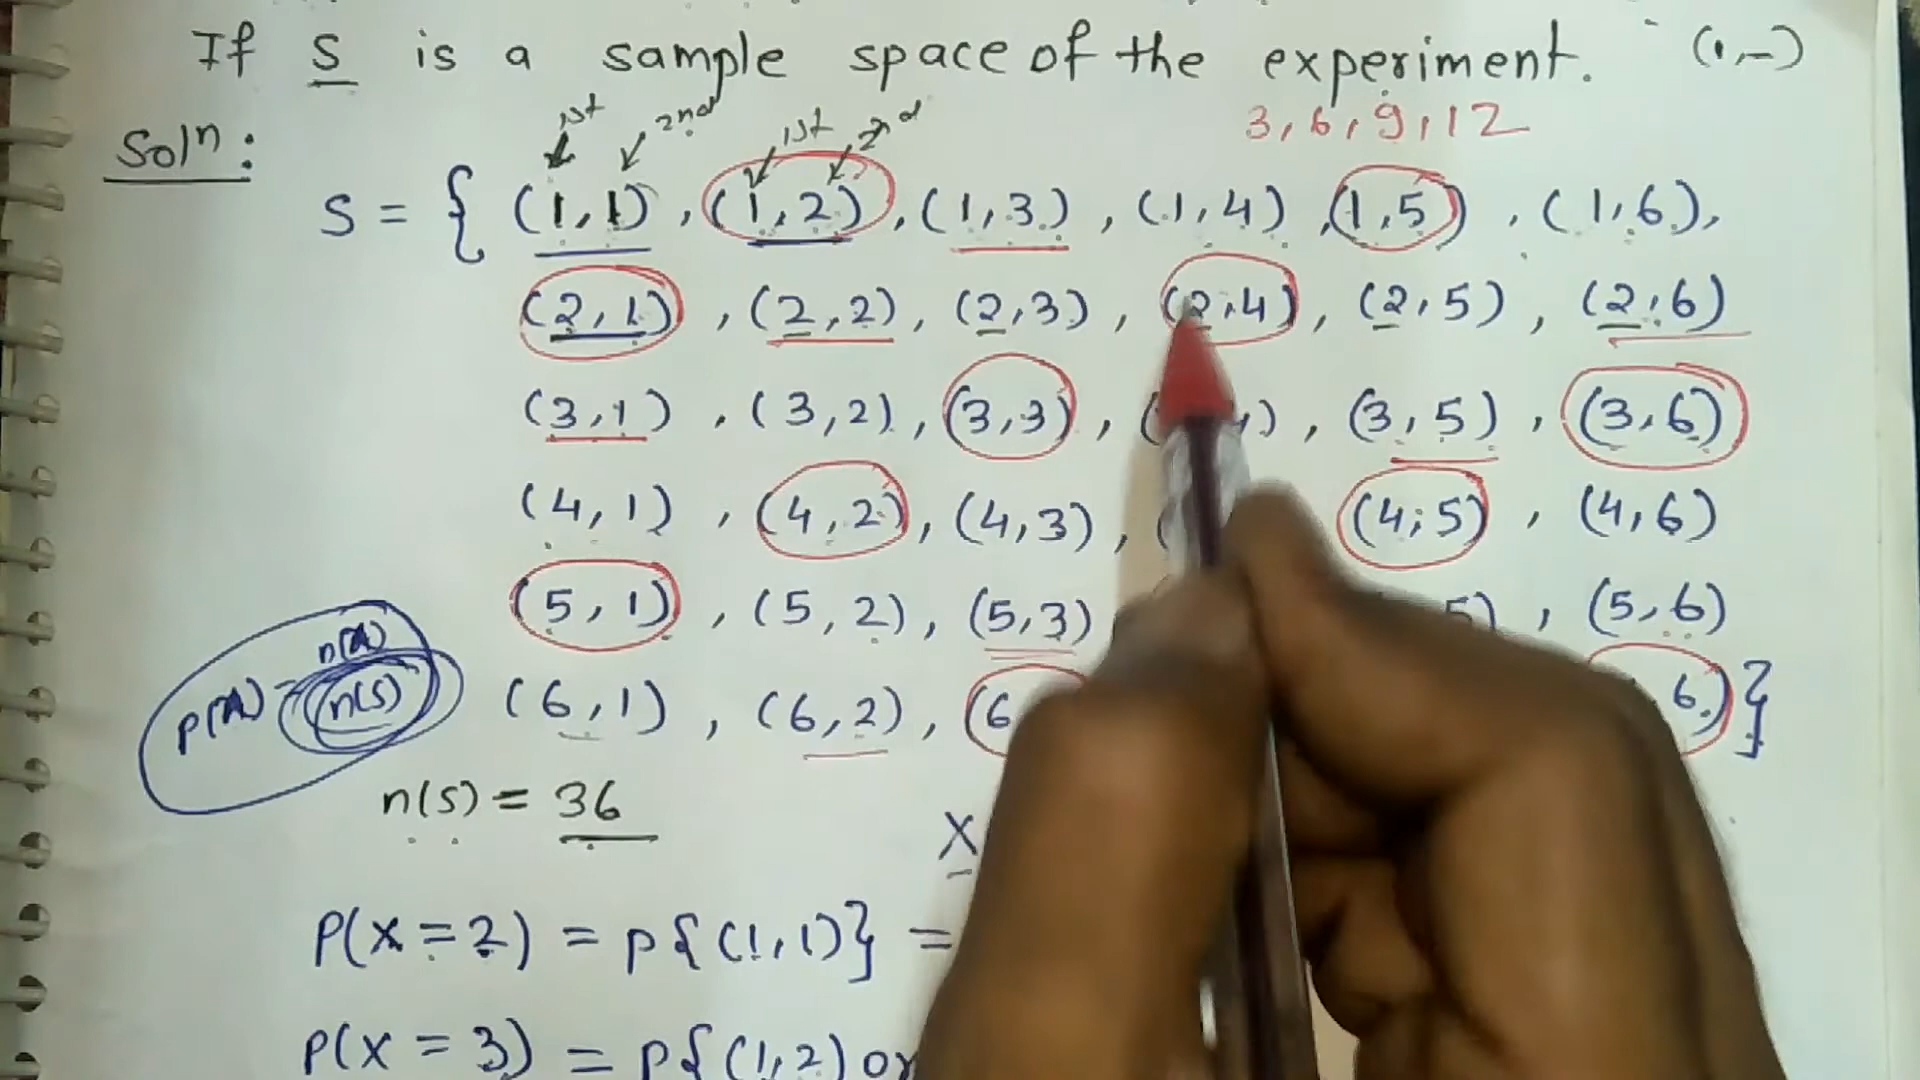 If S is a sample space of the experiment. (1,-)
3, 6, 9, 12
1st 2nd 1st 2nd
Soln:
S = { (1,1), (1,2), (1,3), (1,4), (1,5), (1,6),
(2,1), (2,2), (2,3), (2,4), (2,5), (2,6)
(3,1), (3,2), (3,3), (3,5), (3,6)
(4,1), (4,2), (4,3), (4,5), (4,6)
(5,1), (5,2), (5,3) 5), (5,6)
(6,1), (6,2), (6 6)}
n(S)
n(S) = 36
X
P(X = 2) = P{(1,1)} =
P(X = 3) = P{(1,2) or